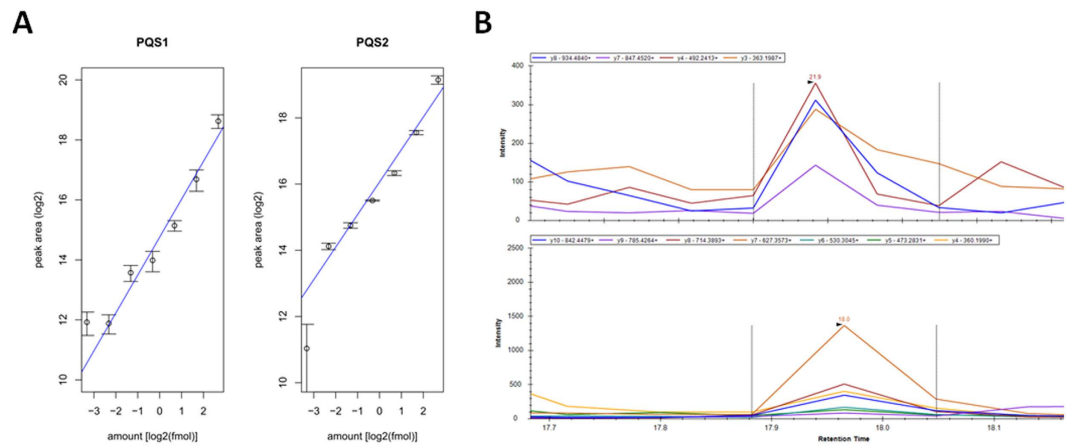 A
B
PQS1
PQS2
peak area (log2)
20
18
16
14
12
10
−3 −2 −1 0 1 2
amount [log2(fmol)]
peak area (log2)
18
16
14
12
10
−3 −2 −1 0 1 2
amount [log2(fmol)]
y8 - 934.4840+ y7 - 847.4520+ y4 - 492.2413+ y3 - 363.1987+
Intensity
400
300
200
100
0
21.9
y10 - 842.4479+ y9 - 785.4264+ y8 - 714.3893+ y7 - 627.3573+ y6 - 530.3045+ y5 - 473.2831+ y4 - 360.1990+
Intensity
2500
2000
1500
1000
500
0
17.7 17.8 17.9 18.0 18.1
Retention Time